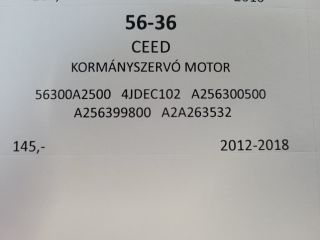 56-36
CEED
KORMÁNYSZERVÓ MOTOR
56300A2500 4JDEC102 A256300500
A256399800 A2A263532
145,- 2012-2018